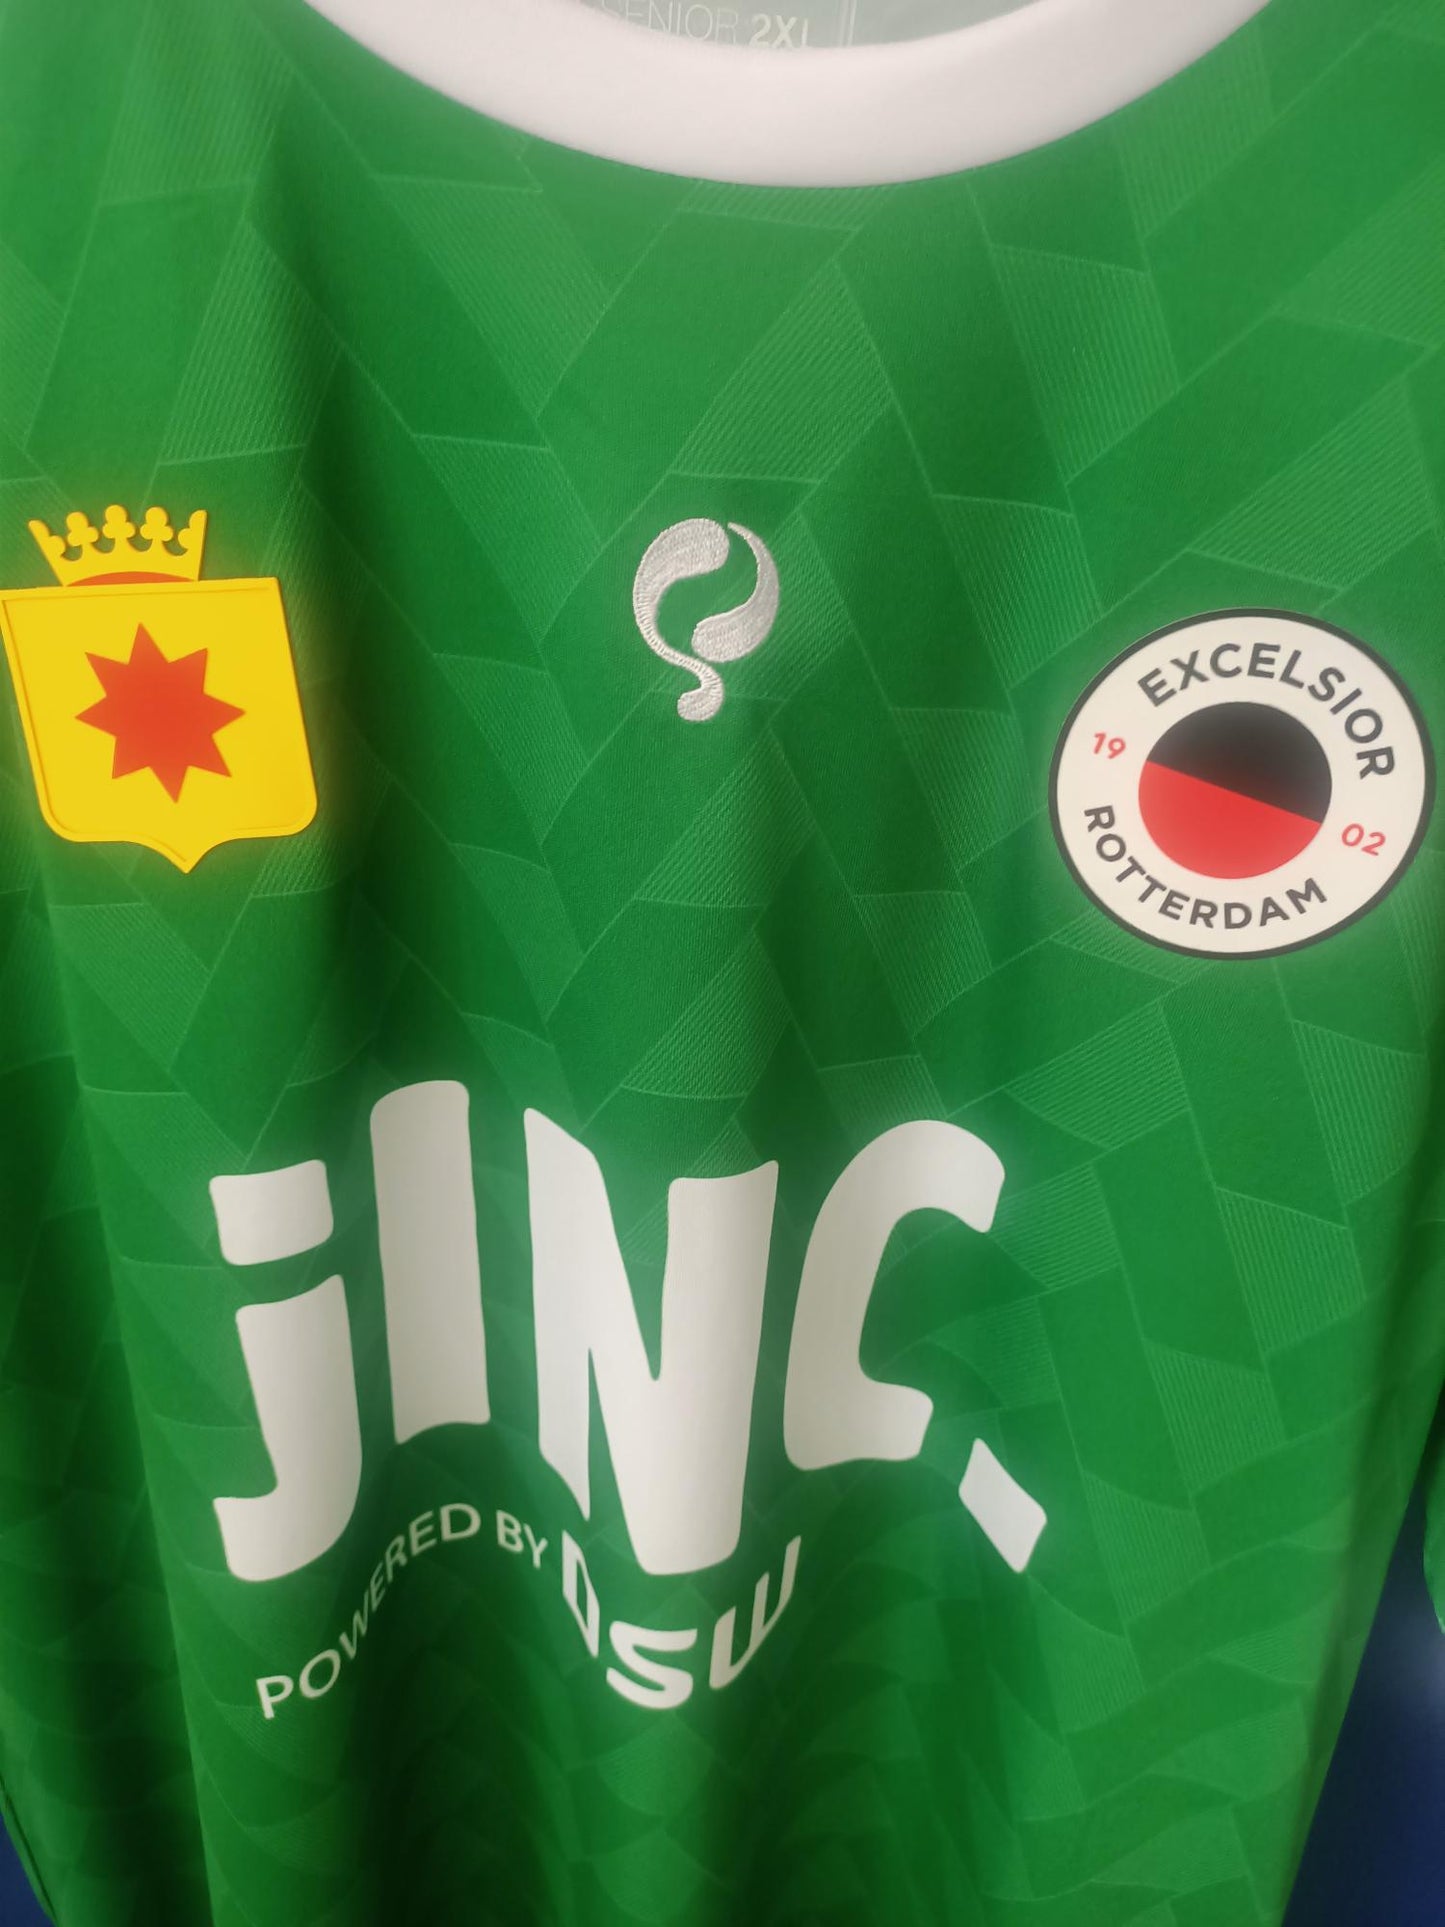 SENIOR 2XL
EXCELSIOR
19
02
ROTTERDAM
jINC.
POWERED BY DSW